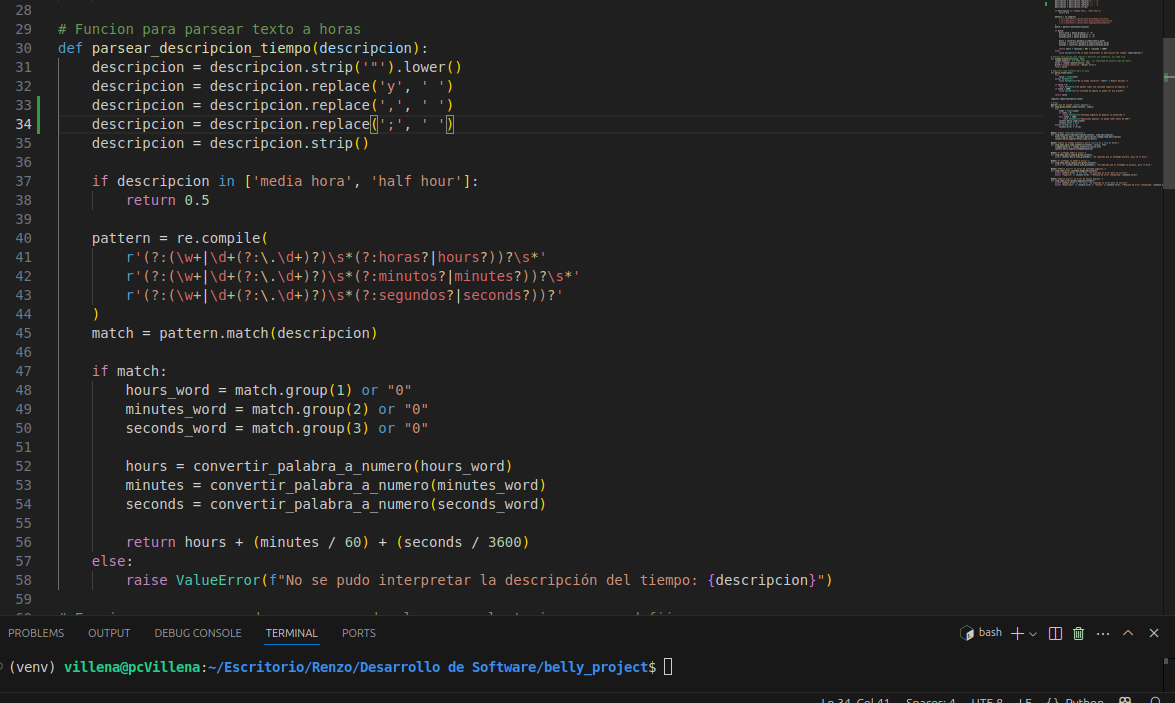 28
29 # Funcion para parsear texto a horas
30 def parsear_descripcion_tiempo(descripcion):
31 descripcion = descripcion.strip('"').lower()
32 descripcion = descripcion.replace('y', ' ')
33 descripcion = descripcion.replace(',', ' ')
34 descripcion = descripcion.replace(';', ' ')
35 descripcion = descripcion.strip()
36
37 if descripcion in ['media hora', 'half hour']:
38 return 0.5
39
40 pattern = re.compile(
41 r'(?:(\w+|\d+(?:\.\d+)?)\s*(?:horas?|hours?))?\s*'
42 r'(?:(\w+|\d+(?:\.\d+)?)\s*(?:minutos?|minutes?))?\s*'
43 r'(?:(\w+|\d+(?:\.\d+)?)\s*(?:segundos?|seconds?))?'
44 )
45 match = pattern.match(descripcion)
46
47 if match:
48 hours_word = match.group(1) or "0"
49 minutes_word = match.group(2) or "0"
50 seconds_word = match.group(3) or "0"
51
52 hours = convertir_palabra_a_numero(hours_word)
53 minutes = convertir_palabra_a_numero(minutes_word)
54 seconds = convertir_palabra_a_numero(seconds_word)
55
56 return hours + (minutes / 60) + (seconds / 3600)
57 else:
58 raise ValueError(f"No se pudo interpretar la descripción del tiempo: {descripcion}")
59
PROBLEMS OUTPUT DEBUG CONSOLE TERMINAL PORTS bash
(venv) villena@pcVillena:~/Escritorio/Renzo/Desarrollo de Software/belly_project$
Ln 34, Col 41 Spaces: 4 UTF-8 LF {} Python